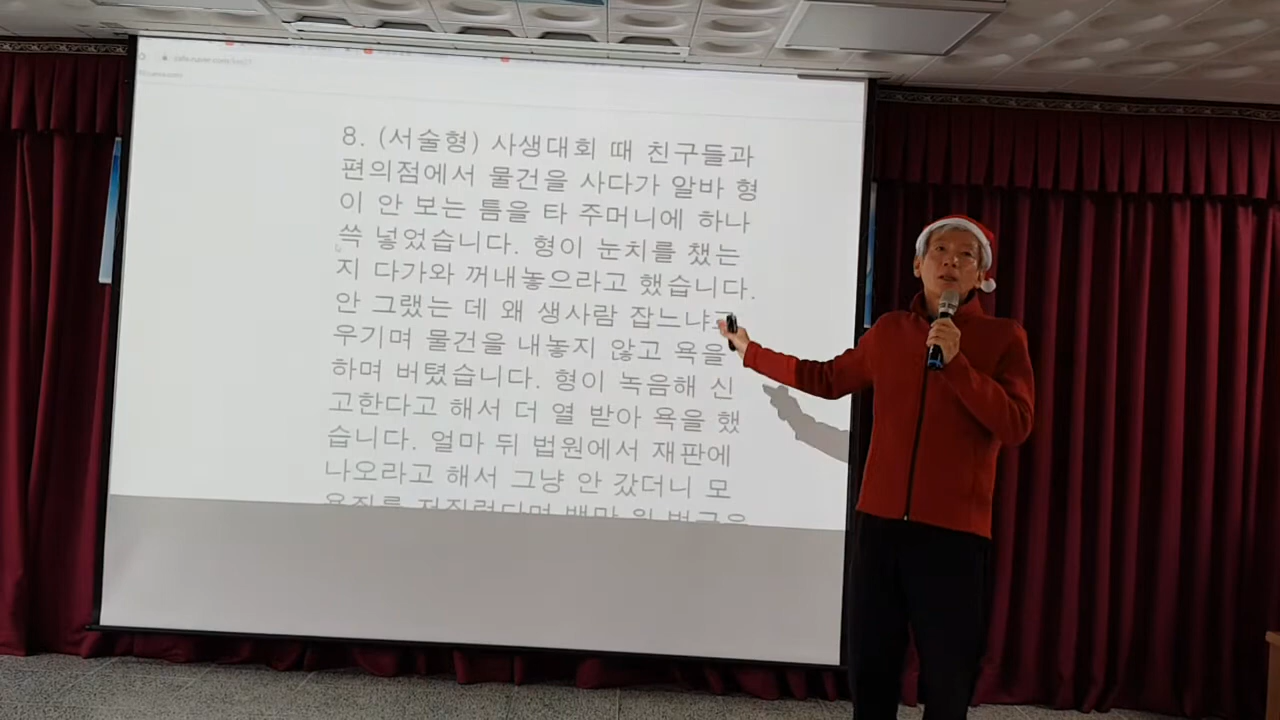 8. (서술형) 사생대회 때 친구들과
편의점에서 물건을 사다가 알바 형
이 안 보는 틈을 타 주머니에 하나
쓱 넣었습니다. 형이 눈치를 챘는
지 다가와 꺼내놓으라고 했습니다.
안 그랬는 데 왜 생사람 잡느냐고
우기며 물건을 내놓지 않고 욕을
하며 버텼습니다. 형이 녹음해 신
고한다고 해서 더 열 받아 욕을 했
습니다. 얼마 뒤 법원에서 재판에
나오라고 해서 그냥 안 갔더니 모